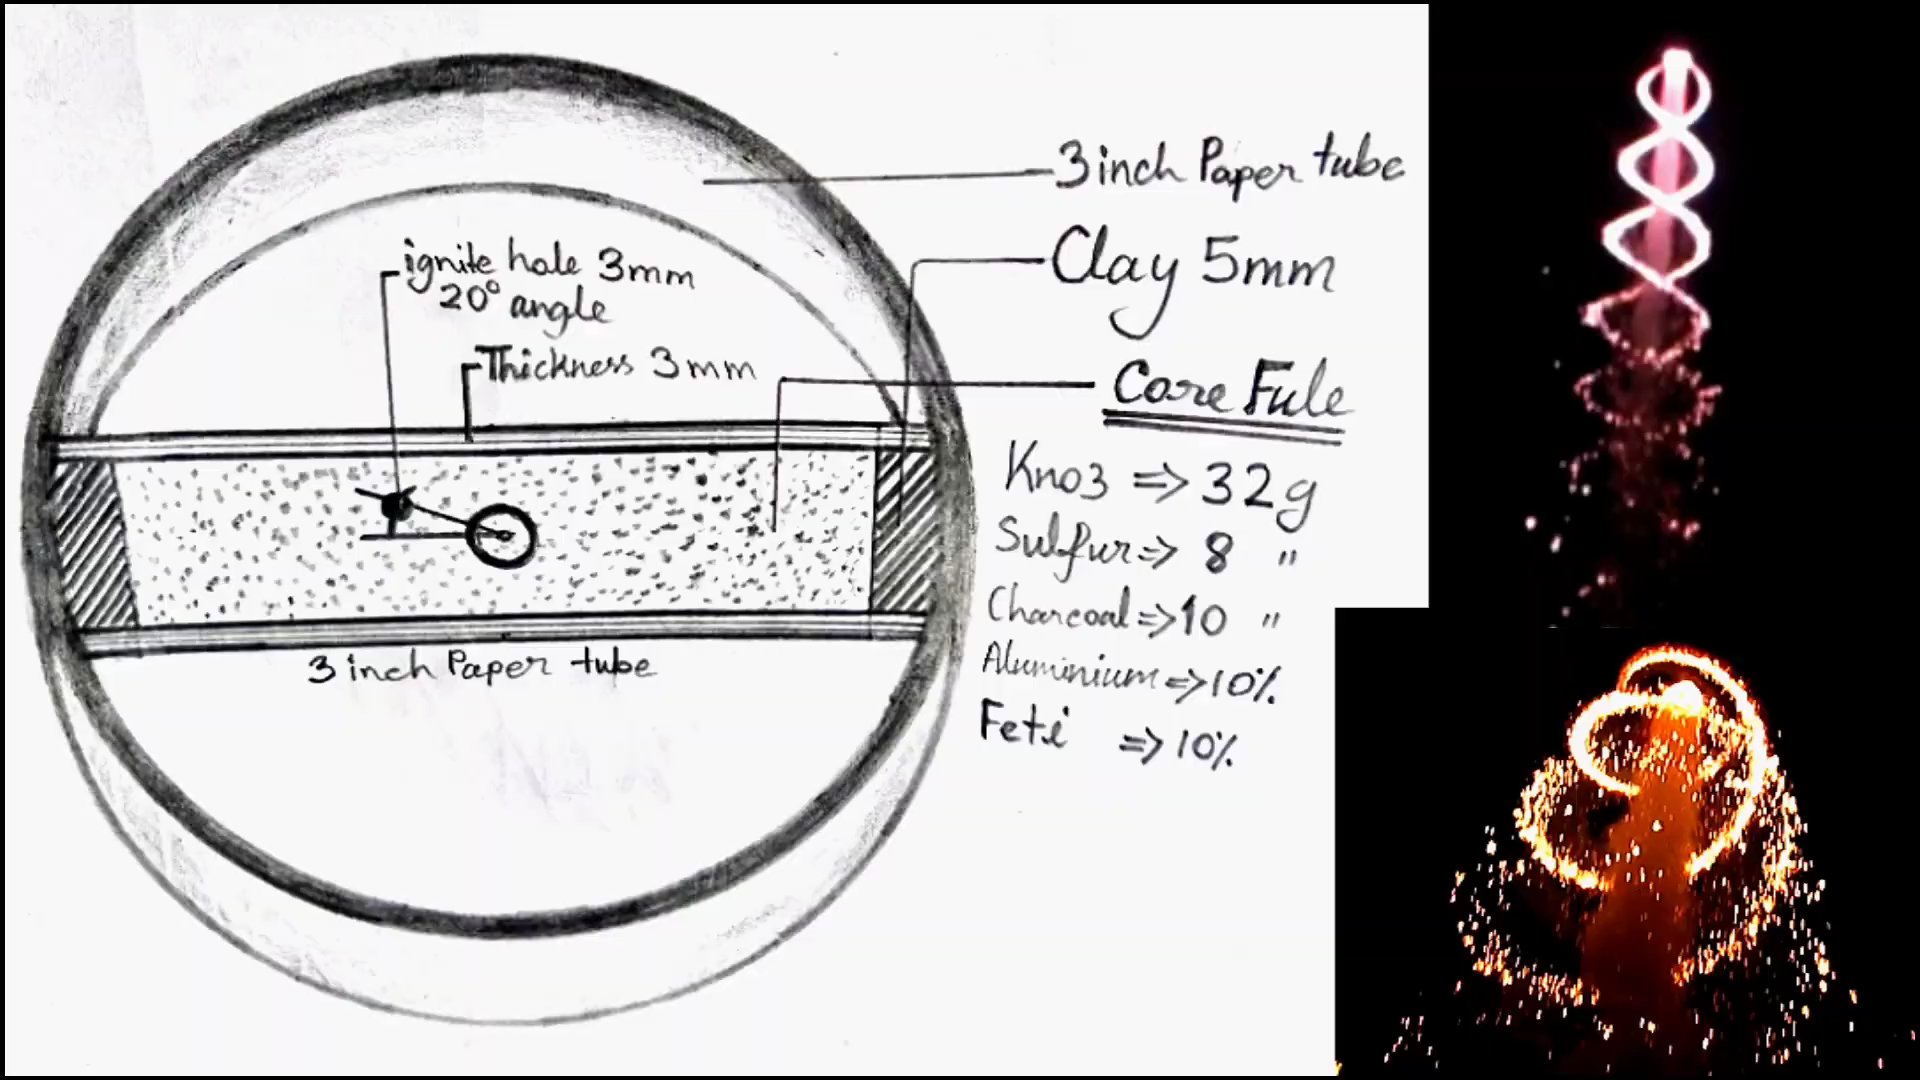 3 inch Paper tube
Clay 5mm
ignite hole 3mm
20° angle
Thickness 3mm
Core Fule
Kno3 => 32g
Sulfur => 8 "
Charcoal => 10 "
Aluminium => 10%
Feti => 10%
3 inch Paper tube